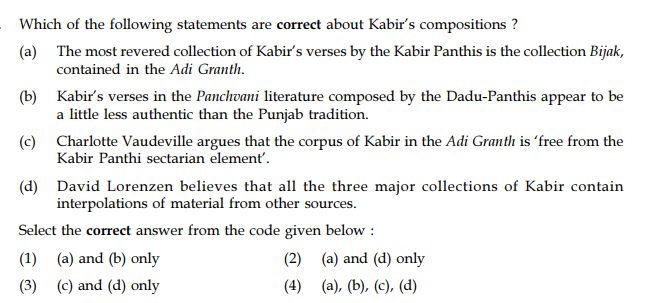 Which of the following statements are correct about Kabir's compositions ?
(a) The most revered collection of Kabir's verses by the Kabir Panthis is the collection Bijak,
contained in the Adi Granth.
(b) Kabir's verses in the Panchvani literature composed by the Dadu-Panthis appear to be
a little less authentic than the Punjab tradition.
(c) Charlotte Vaudeville argues that the corpus of Kabir in the Adi Granth is 'free from the
Kabir Panthi sectarian element'.
(d) David Lorenzen believes that all the three major collections of Kabir contain
interpolations of material from other sources.
Select the correct answer from the code given below :
(1) (a) and (b) only (2) (a) and (d) only
(3) (c) and (d) only (4) (a), (b), (c), (d)